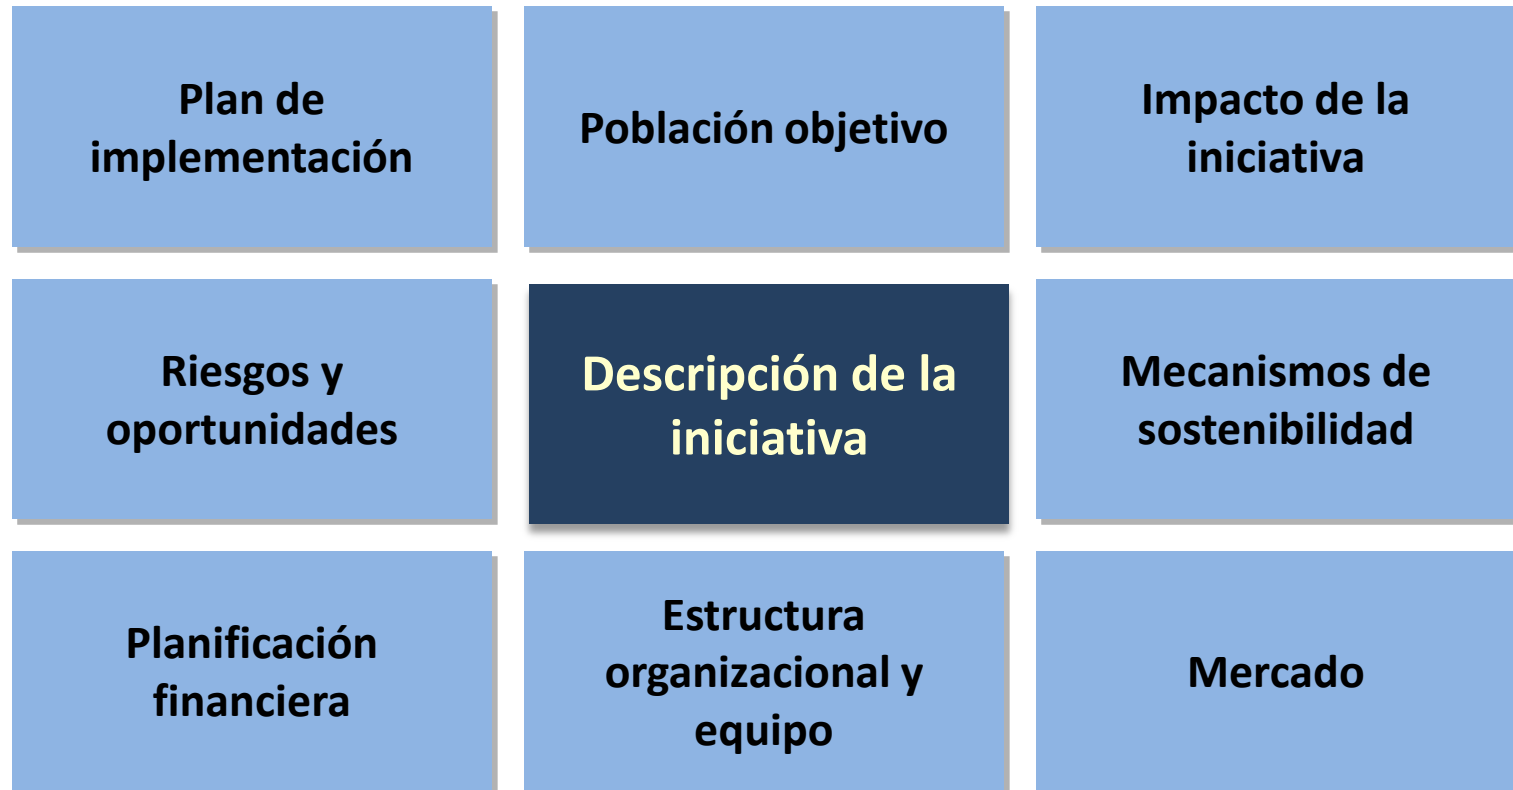 Plan de
implementación
Población objetivo
Impacto de la
iniciativa
Riesgos y
oportunidades
Descripción de la
iniciativa
Mecanismos de
sostenibilidad
Planificación
financiera
Estructura
organizacional y
equipo
Mercado